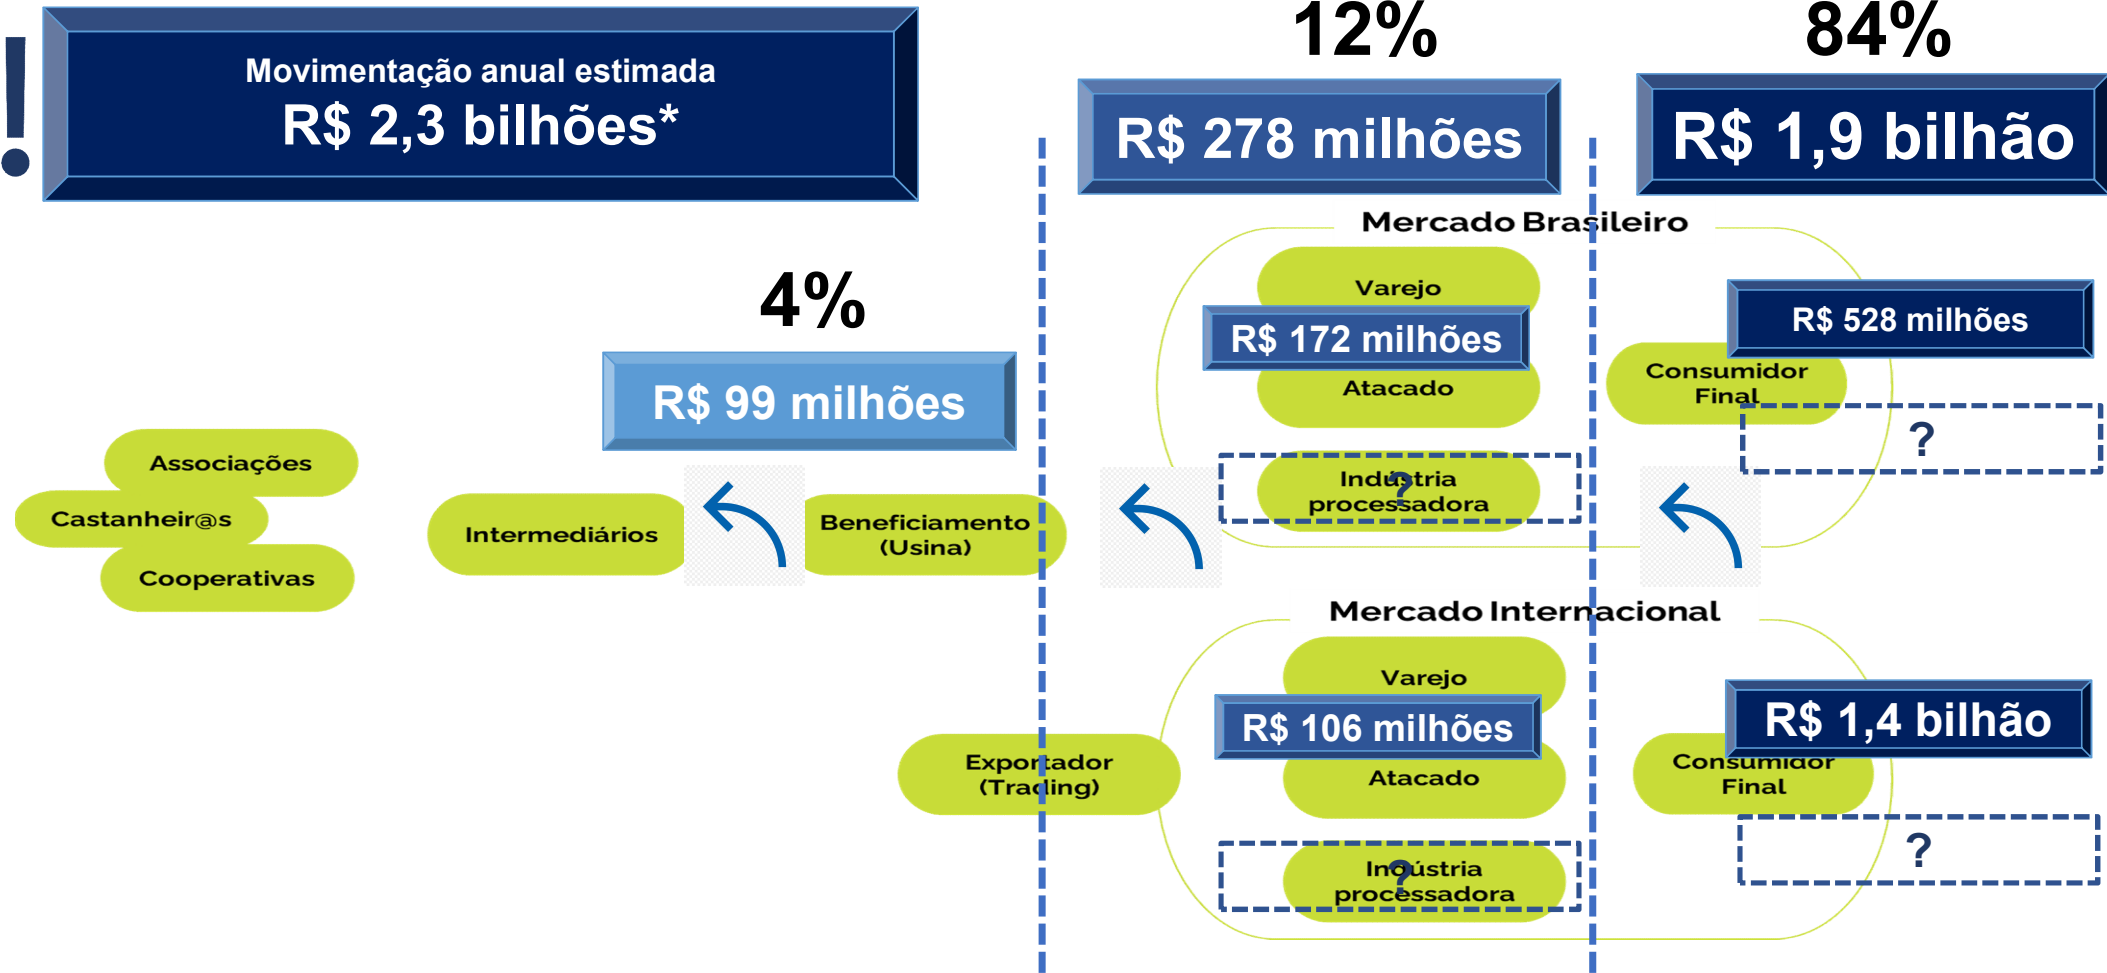 !
Movimentação anual estimada
R$ 2,3 bilhões*
12%
84%
R$ 278 milhões
R$ 1,9 bilhão
4%
R$ 99 milhões
Associações
Castanheir@s
Cooperativas
Intermediários
Beneficiamento
(Usina)
Mercado Brasileiro
Varejo
R$ 172 milhões
Atacado
Indústria
processadora
?
R$ 528 milhões
Consumidor
Final
?
Mercado Internacional
Exportador
(Trading)
Varejo
R$ 106 milhões
Atacado
Indústria
processadora
?
R$ 1,4 bilhão
Consumidor
Final
?